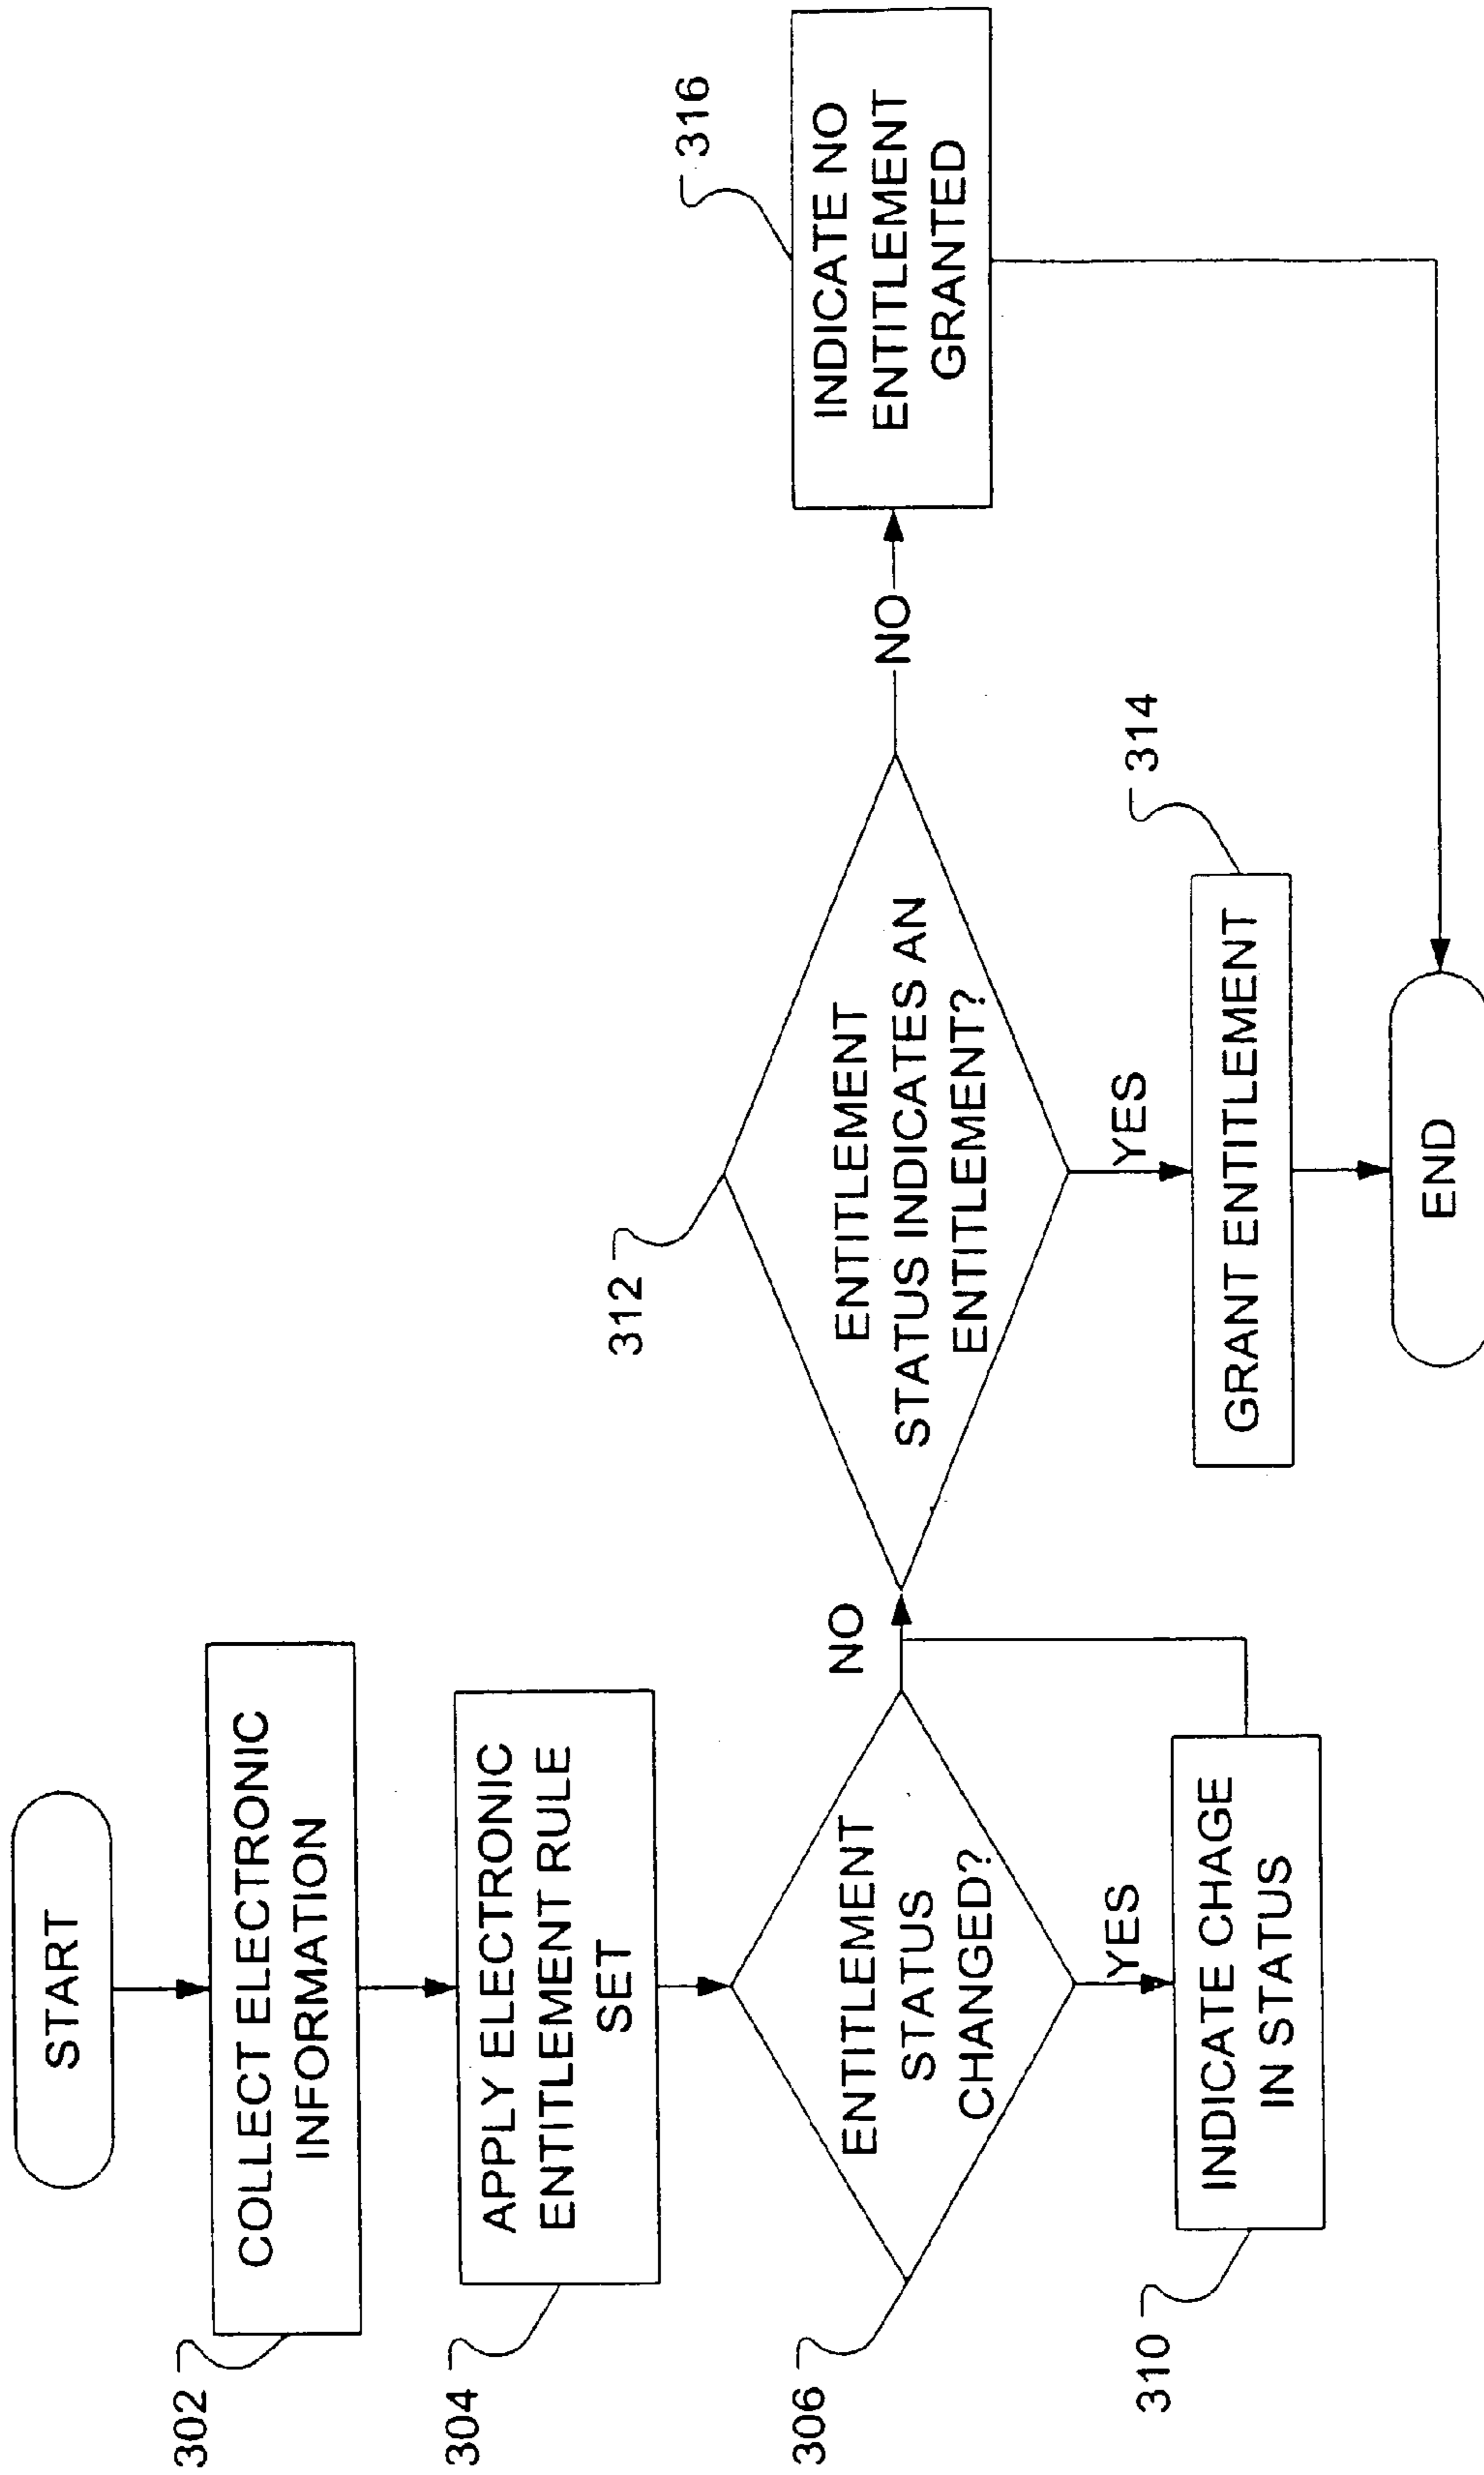 START
302
COLLECT ELECTRONIC
INFORMATION
304
APPLY ELECTRONIC
ENTITLEMENT RULE
SET
306
ENTITLEMENT
STATUS
CHANGED?
NO
YES
310
INDICATE CHAGE
IN STATUS
312
ENTITLEMENT
STATUS INDICATES AN
ENTITLEMENT?
NO
YES
314
GRANT ENTITLEMENT
316
INDICATE NO
ENTITLEMENT
GRANTED
END